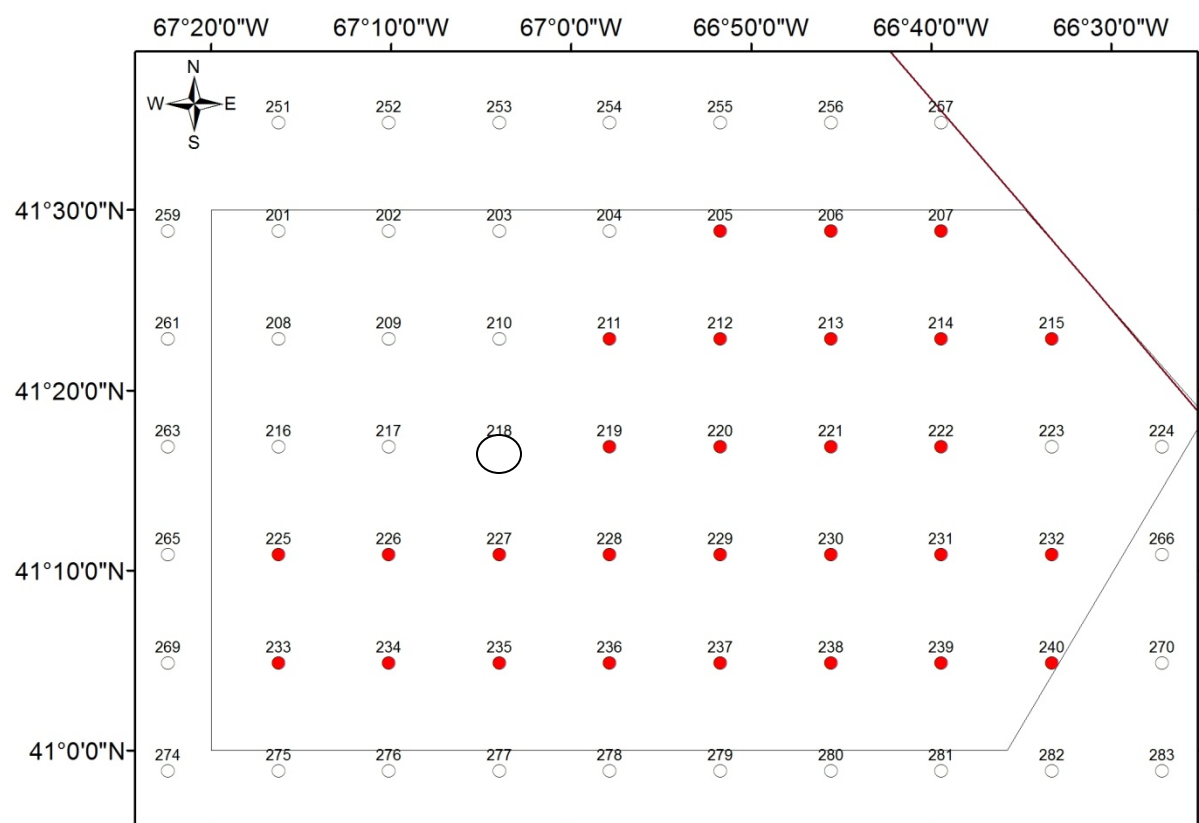 67°20'0"W 67°10'0"W 67°0'0"W 66°50'0"W 66°40'0"W 66°30'0"W
N
W E
S
251 252 253 254 255 256 257
41°30'0"N
259 201 202 203 204 205 206 207
261 208 209 210 211 212 213 214 215
41°20'0"N
263 216 217 218 219 220 221 222 223 224
265 225 226 227 228 229 230 231 232 266
41°10'0"N
269 233 234 235 236 237 238 239 240 270
41°0'0"N
274 275 276 277 278 279 280 281 282 283